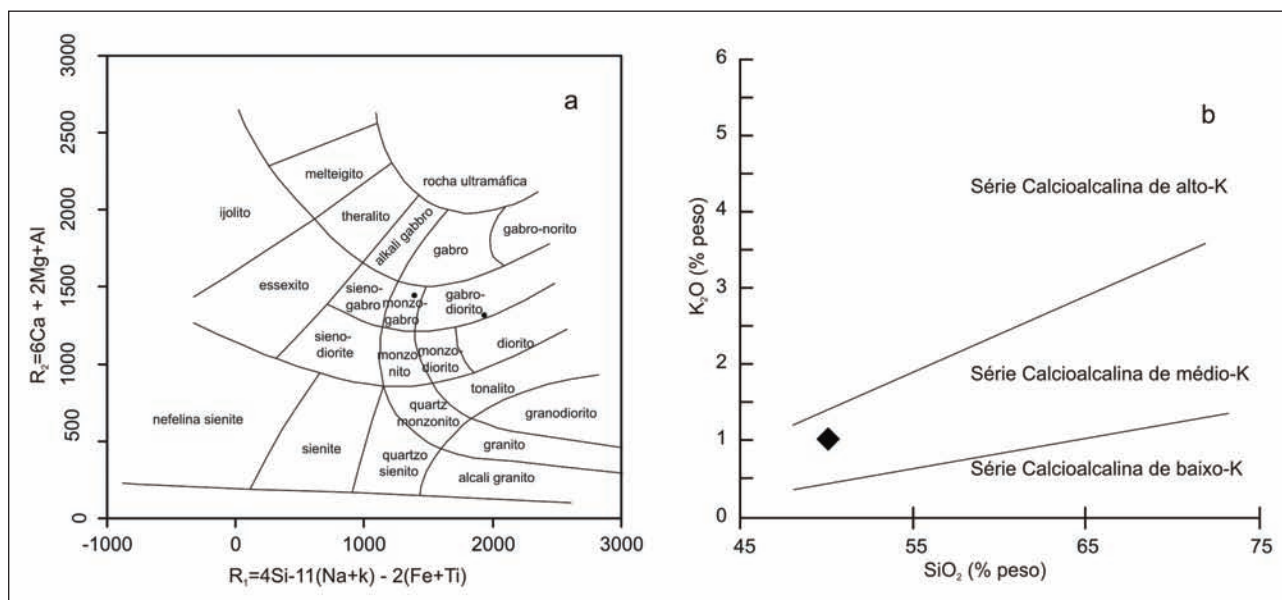 a
3000
2500
2000
1500
1000
500
0
R2=6Ca + 2Mg+Al
melteigito
rocha ultramáfica
ijolito
theralito
alkali gabbro
gabro
gabro-norito
essexito
sieno-
gabro
monzo-
gabro
gabro-
diorito
sieno-
diorite
monzo
nito
monzo-
diorito
diorito
tonalito
nefelina sienite
quartz
monzonito
granodiorito
sienite
quartzo
sienito
granito
alcali granito
-1000
0
1000
2000
3000
R1=4Si-11(Na+k) - 2(Fe+Ti)
b
6
5
4
3
2
1
0
K2O (% peso)
Série Calcioalcalina de alto-K
Série Calcioalcalina de médio-K
Série Calcioalcalina de baixo-K
45
55
65
75
SiO2 (% peso)